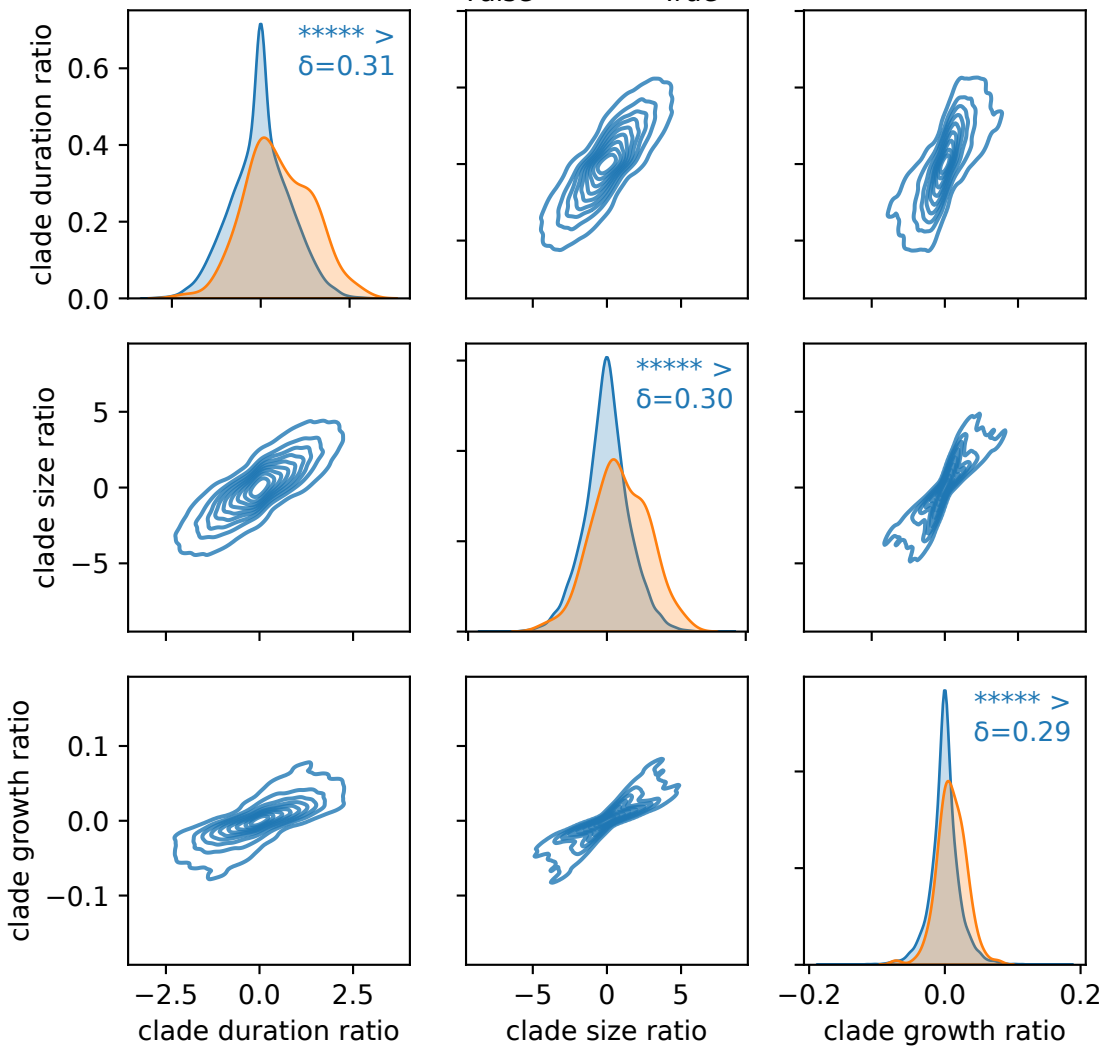 clade duration ratio
0.6
0.4
0.2
0.0
***** >
δ=0.31
clade size ratio
5
0
−5
***** >
δ=0.30
clade growth ratio
0.1
0.0
−0.1
***** >
δ=0.29
−2.5 0.0 2.5
−5 0 5
−0.2 0.0 0.2
clade duration ratio
clade size ratio
clade growth ratio